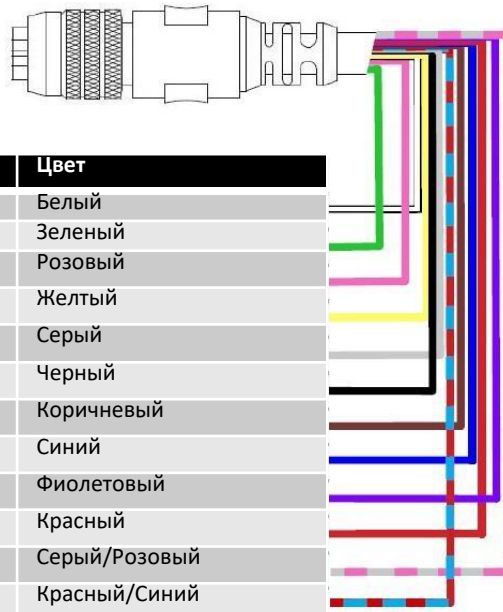 Цвет
Белый
Зеленый
Розовый
Желтый
Серый
Черный
Коричневый
Синий
Фиолетовый
Красный
Серый/Розовый
Красный/Синий